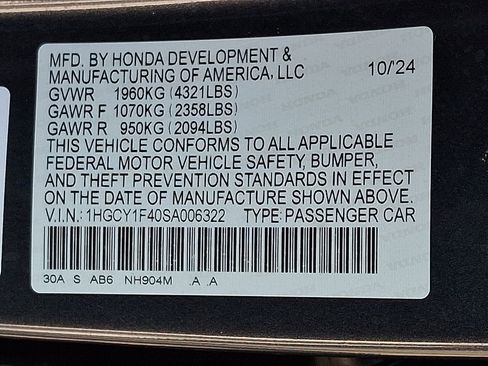 MFD. BY HONDA DEVELOPMENT &
MANUFACTURING OF AMERICA, LLC 10/'24
GVWR 1960KG (4321LBS)
GAWR F 1070KG (2358LBS)
GAWR R 950KG (2094LBS)
THIS VEHICLE CONFORMS TO ALL APPLICABLE
FEDERAL MOTOR VEHICLE SAFETY, BUMPER,
AND THEFT PREVENTION STANDARDS IN EFFECT
ON THE DATE OF MANUFACTURE SHOWN ABOVE.
V.I.N.: 1HGCY1F40SA006322 TYPE: PASSENGER CAR
30A S AB6 NH904M .A .A